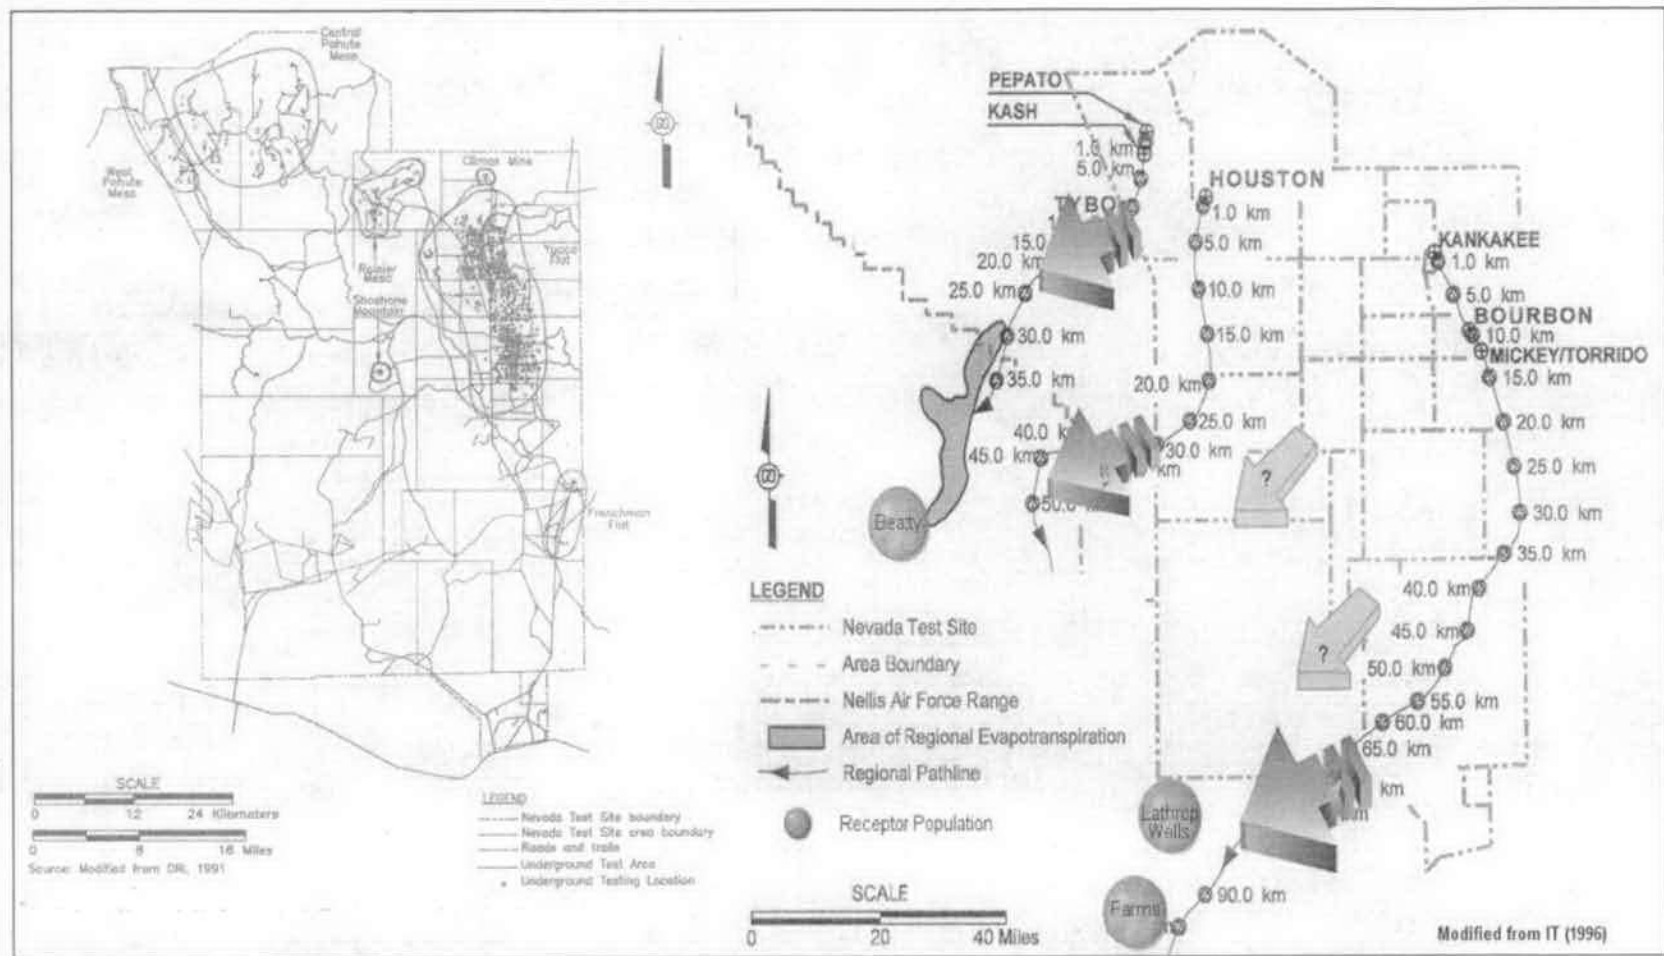 Central
Pahute
Mesa
West
Pahute
Mesa
Climax Mine
Yucca
Flat
Rainier
Mesa
Shoshone
Mountain
Frenchman
Flat
SCALE
0 12 24 Kilometers
0 8 16 Miles
Source: Modified from DRI, 1991
LEGEND
Nevada Test Site boundary
Nevada Test Site area boundary
Roads and trails
Underground Test Area
Underground Testing Location
PEPATO
KASH
1.0 km
5.0 km
TYBO
15.0
20.0 km
25.0 km
30.0 km
35.0 km
40.0
45.0 km
50.0 km
HOUSTON
1.0 km
5.0 km
10.0 km
15.0 km
20.0 km
25.0 km
30.0 km
km
KANKAKEE
1.0 km
5.0 km
BOURBON
10.0 km
MICKEY/TORRIDO
15.0 km
20.0 km
25.0 km
30.0 km
35.0 km
40.0 km
45.0 km
50.0 km
55.0 km
60.0 km
65.0 km
km
90.0 km
?
?
Beatty
Lathrop
Wells
Farms
LEGEND
Nevada Test Site
Area Boundary
Nellis Air Force Range
Area of Regional Evapotranspiration
Regional Pathline
Receptor Population
SCALE
0 20 40 Miles
Modified from IT (1996)